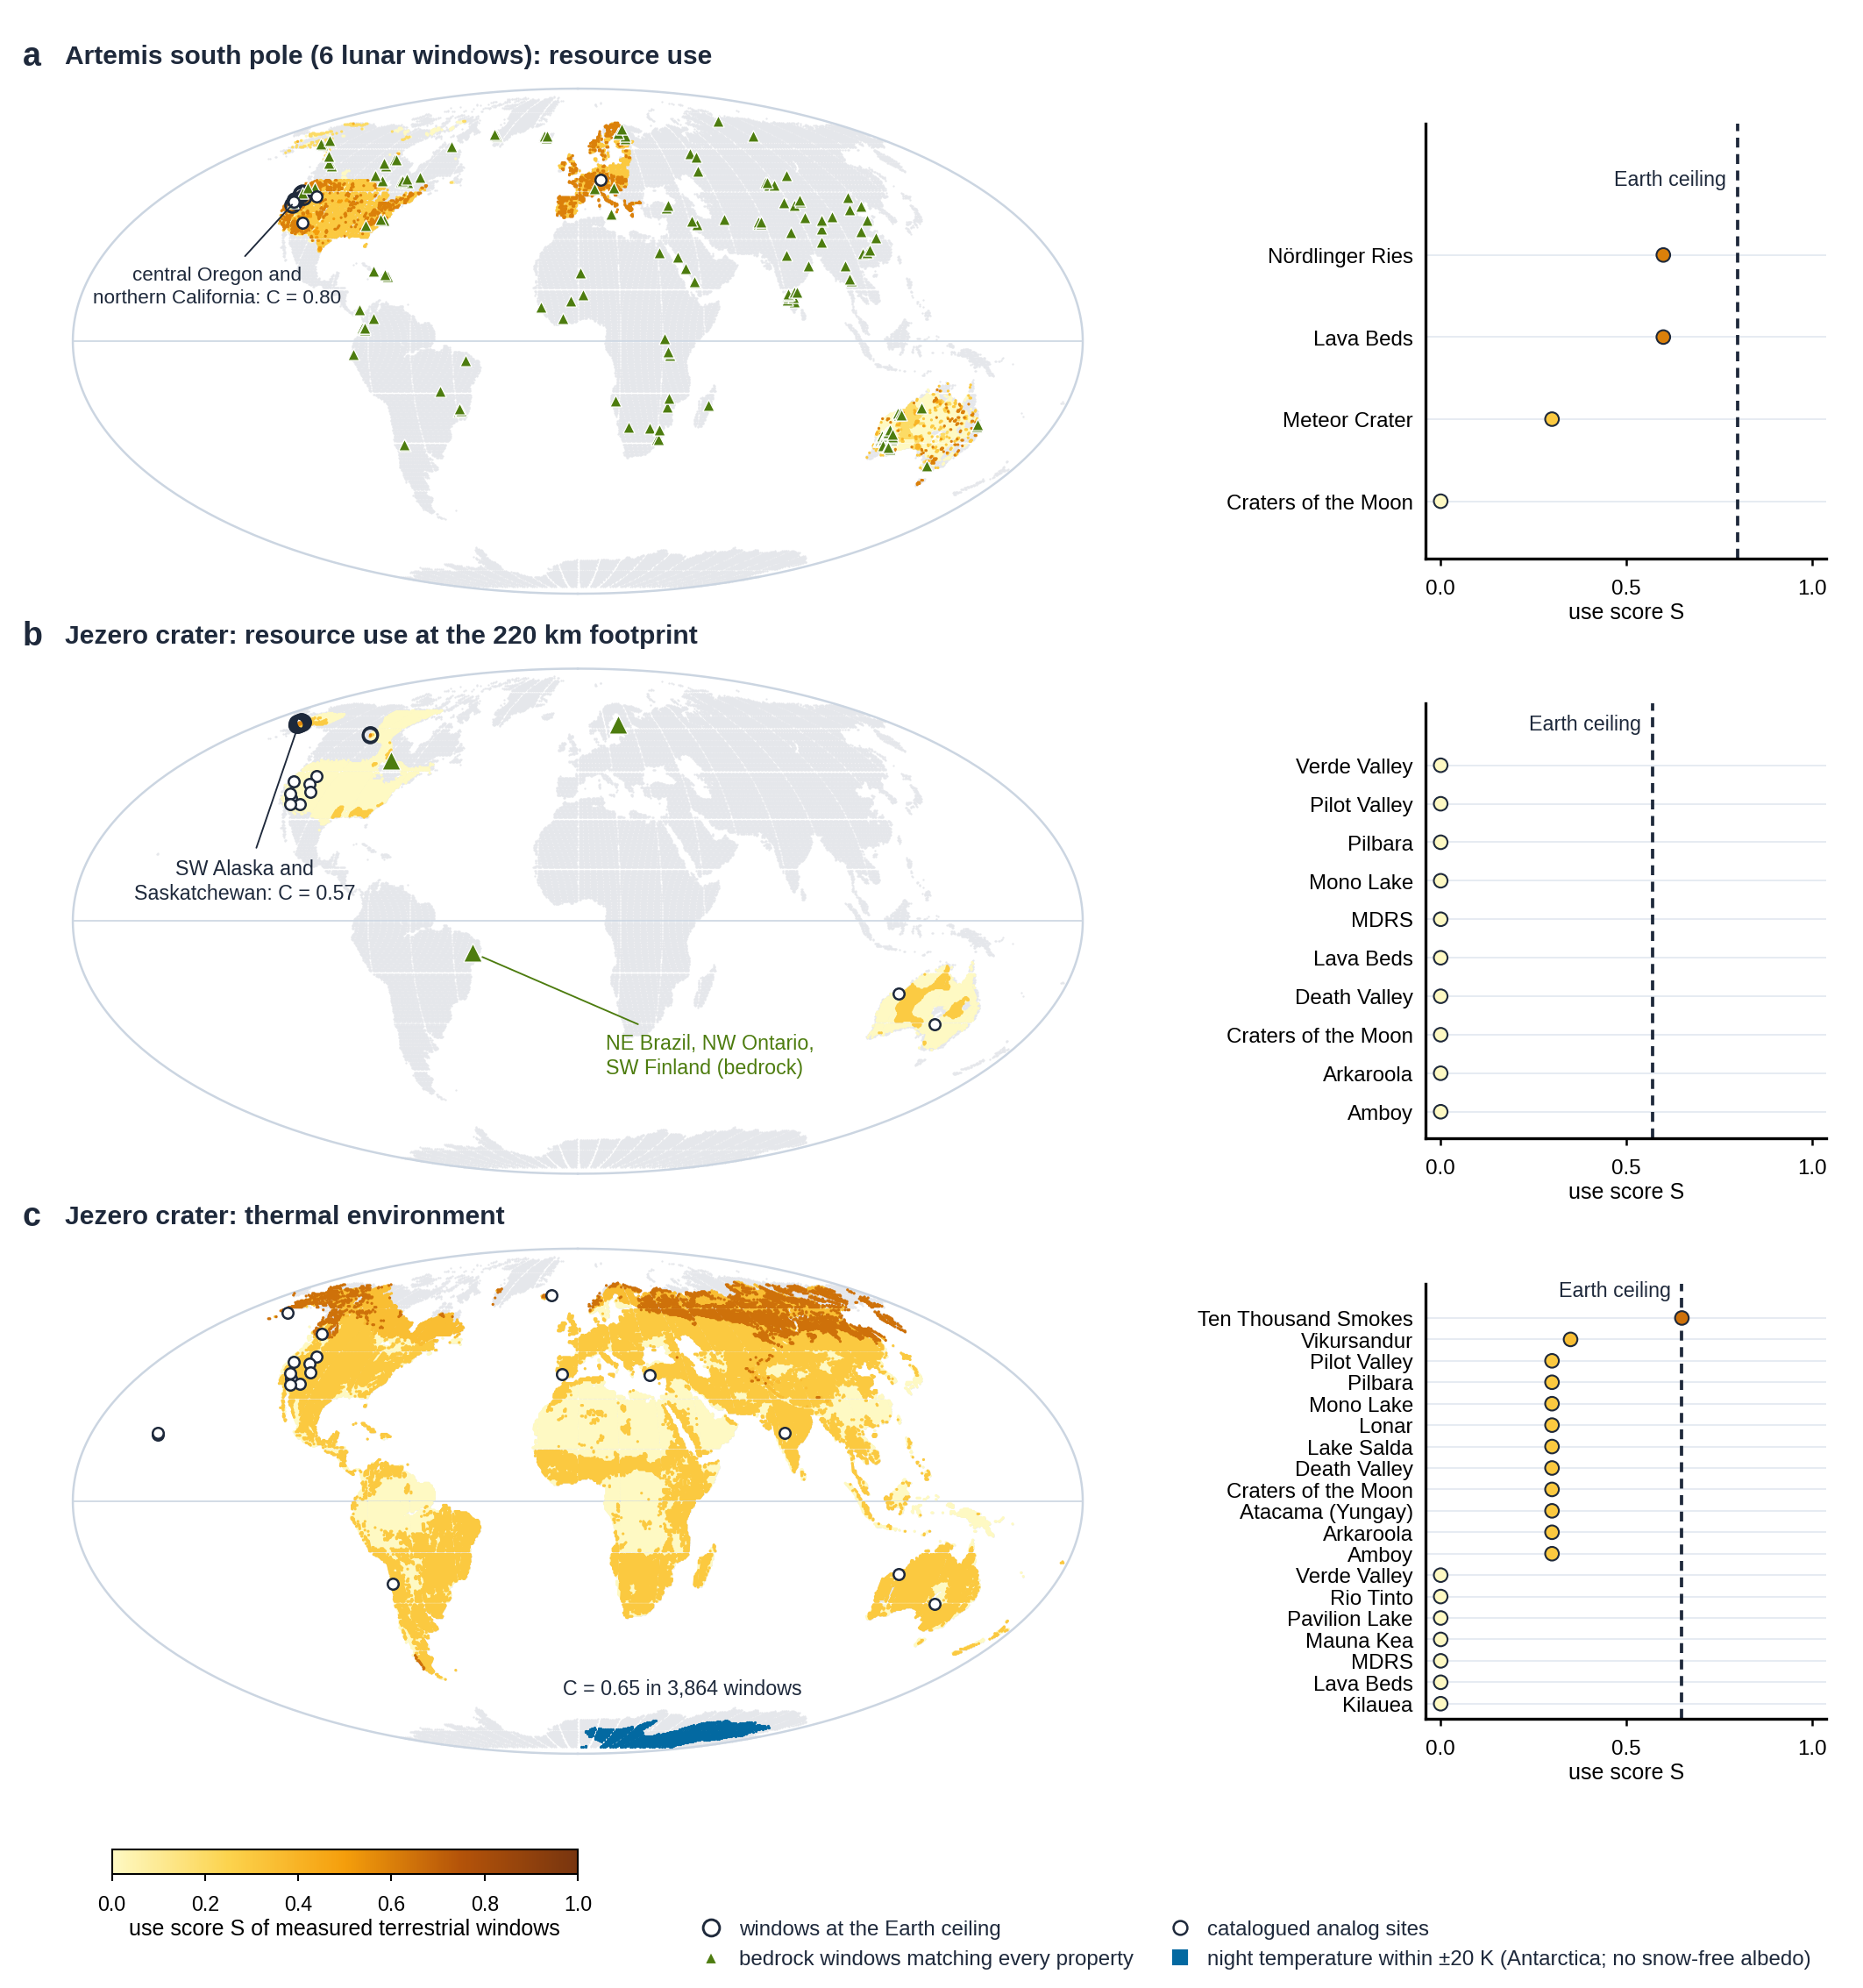 a Artemis south pole (6 lunar windows): resource use
central Oregon and
northern California: C = 0.80
Earth ceiling
Nördlinger Ries
Lava Beds
Meteor Crater
Craters of the Moon
0.0 0.5 1.0
use score S
b Jezero crater: resource use at the 220 km footprint
SW Alaska and
Saskatchewan: C = 0.57
NE Brazil, NW Ontario,
SW Finland (bedrock)
Earth ceiling
Verde Valley
Pilot Valley
Pilbara
Mono Lake
MDRS
Lava Beds
Death Valley
Craters of the Moon
Arkaroola
Amboy
0.0 0.5 1.0
use score S
c Jezero crater: thermal environment
C = 0.65 in 3,864 windows
Earth ceiling
Ten Thousand Smokes
Vikursandur
Pilot Valley
Pilbara
Mono Lake
Lonar
Lake Salda
Death Valley
Craters of the Moon
Atacama (Yungay)
Arkaroola
Amboy
Verde Valley
Rio Tinto
Pavilion Lake
Mauna Kea
MDRS
Lava Beds
Kilauea
0.0 0.5 1.0
use score S
0.0 0.2 0.4 0.6 0.8 1.0
use score S of measured terrestrial windows
windows at the Earth ceiling
bedrock windows matching every property
catalogued analog sites
night temperature within ±20 K (Antarctica; no snow-free albedo)